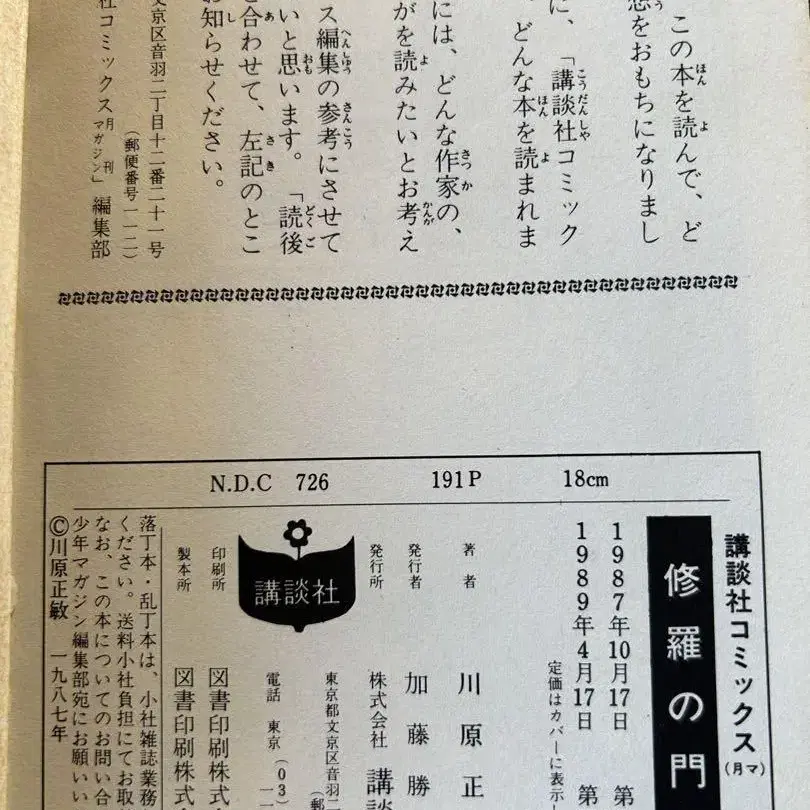 この本を読んで、ど
想をおもちになりまし
に、「講談社コミック
、どんな本を読まれま
には、どんな作家の、
がを読みたいとお考え
ス編集の参考にさせて
いと思います。「読後
合わせて、左記のとこ
お知らせください。
文京区音羽二丁目十二番二十一号
(郵便番号一一二)
社コミックス月刊マガジン」編集部
N.D.C 726 191P 18cm
講談社コミックス(月マ)
修羅の門
1987年10月17日 第
1989年4月17日 第
定価はカバーに表示し
著者 川原正
発行者 加藤勝
発行所 株式会社 講談
東京都文京区音羽二
(郵
電話 東京 (03)
講談社
印刷所 図書印刷株式
製本所 図書印刷株式
落丁本・乱丁本は、小社雑誌業務
ください。送料小社負担にてお取
なお、この本についてのお問い合
少年マガジン編集部宛にお願いい
©川原正敏 一九八七年